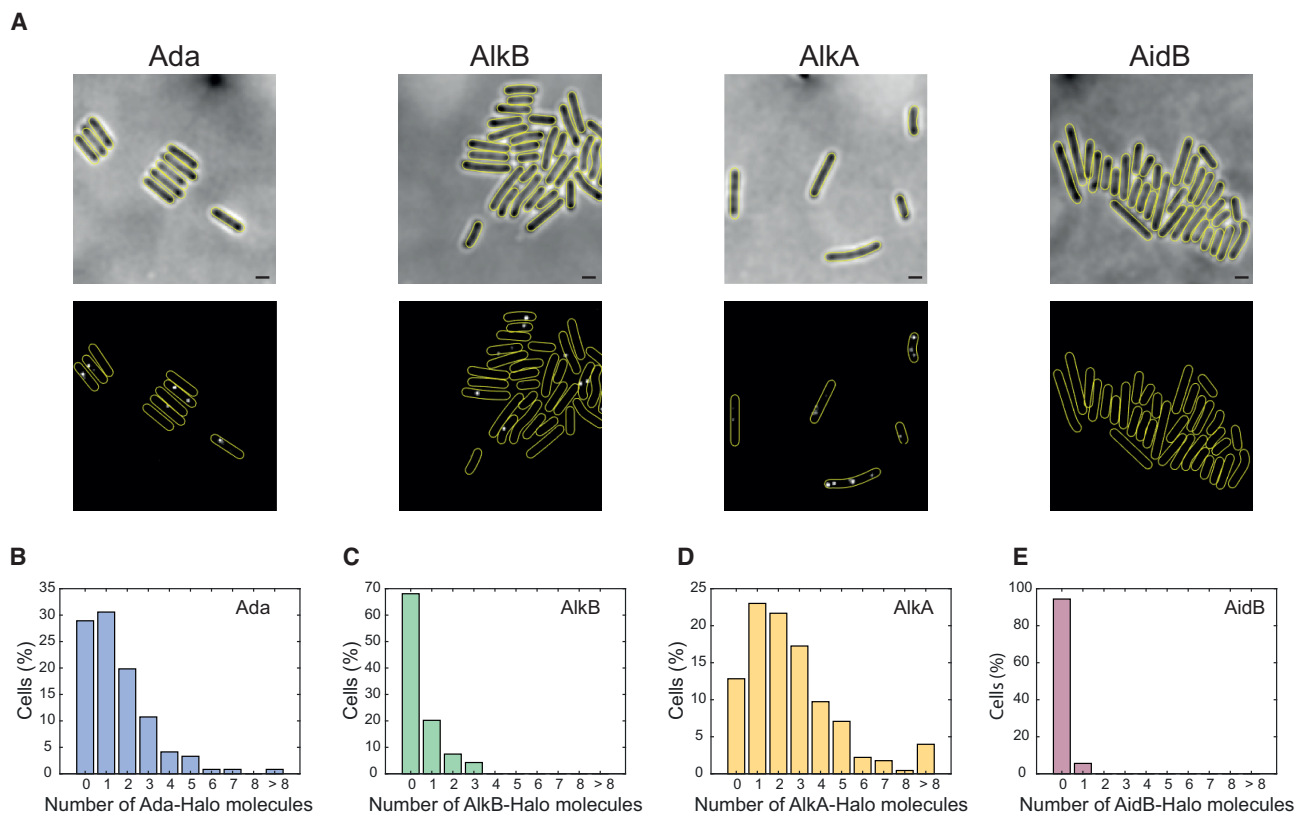 A
Ada
AlkB
AlkA
AidB
B
C
D
E
35
30
25
20
15
10
5
0
Cells (%)
Ada
0 1 2 3 4 5 6 7 8 > 8
Number of Ada-Halo molecules
70
60
50
40
30
20
10
0
Cells (%)
AlkB
0 1 2 3 4 5 6 7 8 > 8
Number of AlkB-Halo molecules
25
20
15
10
5
0
Cells (%)
AlkA
0 1 2 3 4 5 6 7 8 > 8
Number of AlkA-Halo molecules
100
80
60
40
20
0
Cells (%)
AidB
0 1 2 3 4 5 6 7 8 > 8
Number of AidB-Halo molecules